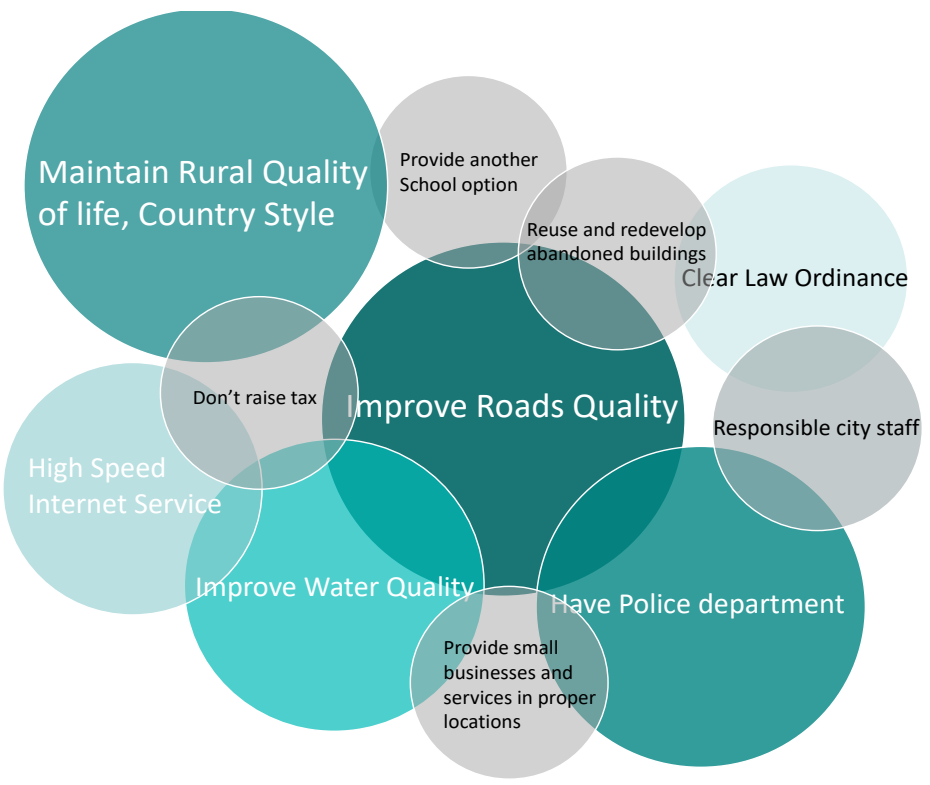 Maintain Rural Quality
of life, Country Style
Provide another
School option
Reuse and redevelop
abandoned buildings
Clear Law Ordinance
Don't raise tax
Improve Roads Quality
Responsible city staff
High Speed
Internet Service
Improve Water Quality
Have Police department
Provide small
businesses and
services in proper
locations